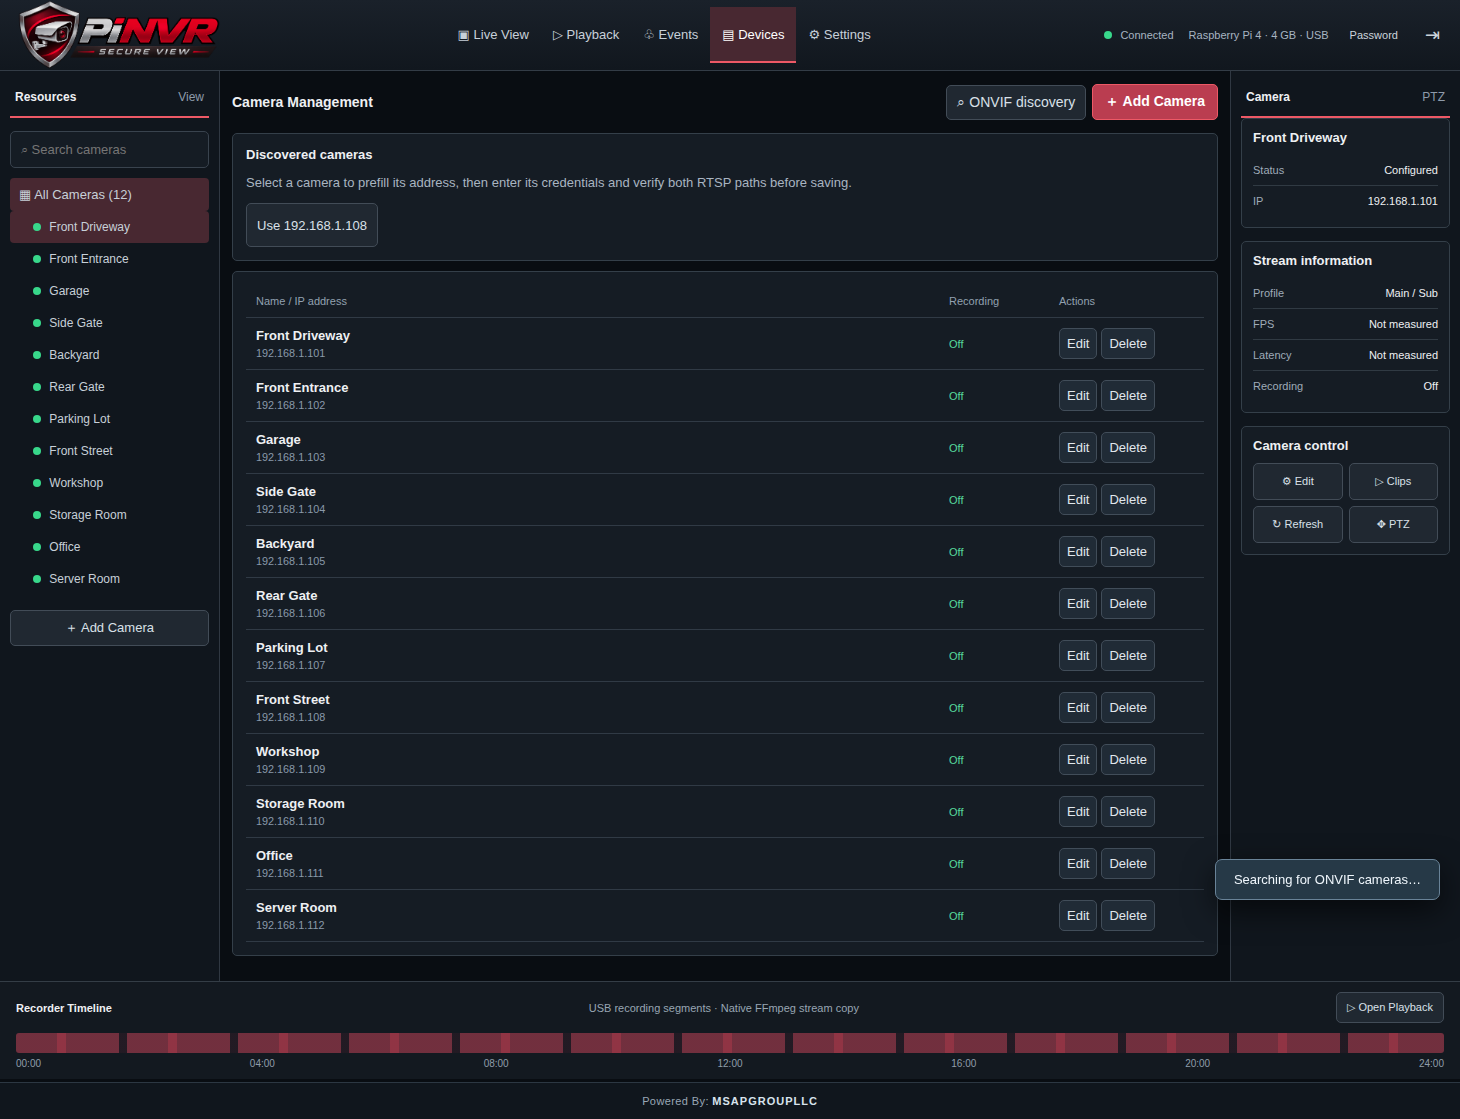 PiNVR
SECURE VIEW
▣ Live View
▷ Playback
♧ Events
▤ Devices
⚙ Settings
Connected
Raspberry Pi 4 · 4 GB · USB
Password
⇥
Resources
View
⌕ Search cameras
▦ All Cameras (12)
Front Driveway
Front Entrance
Garage
Side Gate
Backyard
Rear Gate
Parking Lot
Front Street
Workshop
Storage Room
Office
Server Room
＋ Add Camera
Camera Management
⌕ ONVIF discovery
＋ Add Camera
Discovered cameras
Select a camera to prefill its address, then enter its credentials and verify both RTSP paths before saving.
Use 192.168.1.108
Name / IP address Recording Actions
Front Driveway
192.168.1.101
Off Edit Delete
Front Entrance
192.168.1.102
Off Edit Delete
Garage
192.168.1.103
Off Edit Delete
Side Gate
192.168.1.104
Off Edit Delete
Backyard
192.168.1.105
Off Edit Delete
Rear Gate
192.168.1.106
Off Edit Delete
Parking Lot
192.168.1.107
Off Edit Delete
Front Street
192.168.1.108
Off Edit Delete
Workshop
192.168.1.109
Off Edit Delete
Storage Room
192.168.1.110
Off Edit Delete
Office
192.168.1.111
Off Edit Delete
Server Room
192.168.1.112
Off Edit Delete
Camera
PTZ
Front Driveway
Status Configured
IP 192.168.1.101
Stream information
Profile Main / Sub
FPS Not measured
Latency Not measured
Recording Off
Camera control
⚙ Edit
▷ Clips
↻ Refresh
✥ PTZ
Searching for ONVIF cameras…
Recorder Timeline
USB recording segments · Native FFmpeg stream copy
▷ Open Playback
00:00 04:00 08:00 12:00 16:00 20:00 24:00
Powered By: MSAPGROUPLLC